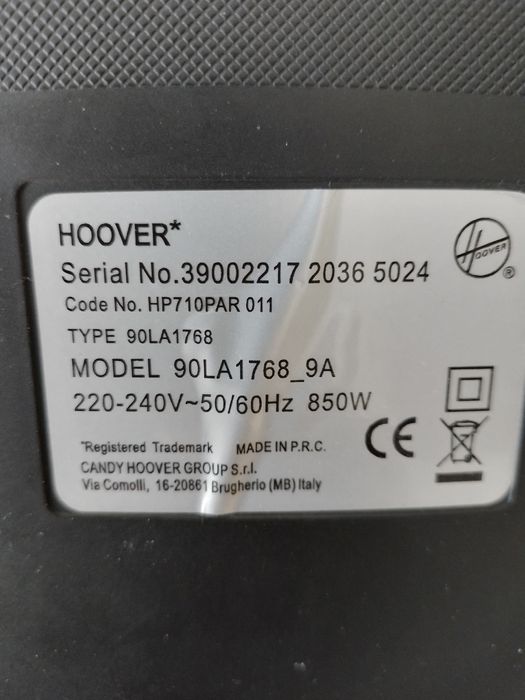 HOOVER*
HOOVER ®
Serial No.39002217 2036 5024
Code No. HP710PAR 011
TYPE 90LA1768
MODEL 90LA1768_9A
220-240V~50/60Hz 850W
CE
*Registered Trademark MADE IN P.R.C.
CANDY HOOVER GROUP S.r.l.
Via Comolli, 16-20861 Brugherio (MB) Italy